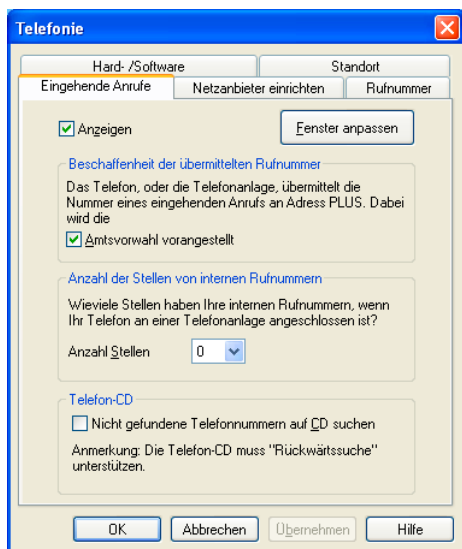 Telefonie
Hard- /Software
Standort
Eingehende Anrufe
Netzanbieter einrichten
Rufnummer
Anzeigen
Fenster anpassen
Beschaffenheit der übermittelten Rufnummer
Das Telefon, oder die Telefonanlage, übermittelt die
Nummer eines eingehenden Anrufs an Adress PLUS. Dabei
wird die
Amtsvorwahl vorangestellt
Anzahl der Stellen von internen Rufnummern
Wieviele Stellen haben Ihre internen Rufnummern, wenn
Ihr Telefon an einer Telefonanlage angeschlossen ist?
Anzahl Stellen
0
Telefon-CD
Nicht gefundene Telefonnummern auf CD suchen
Anmerkung: Die Telefon-CD muss "Rückwärtssuche"
unterstützen.
OK
Abbrechen
Übernehmen
Hilfe